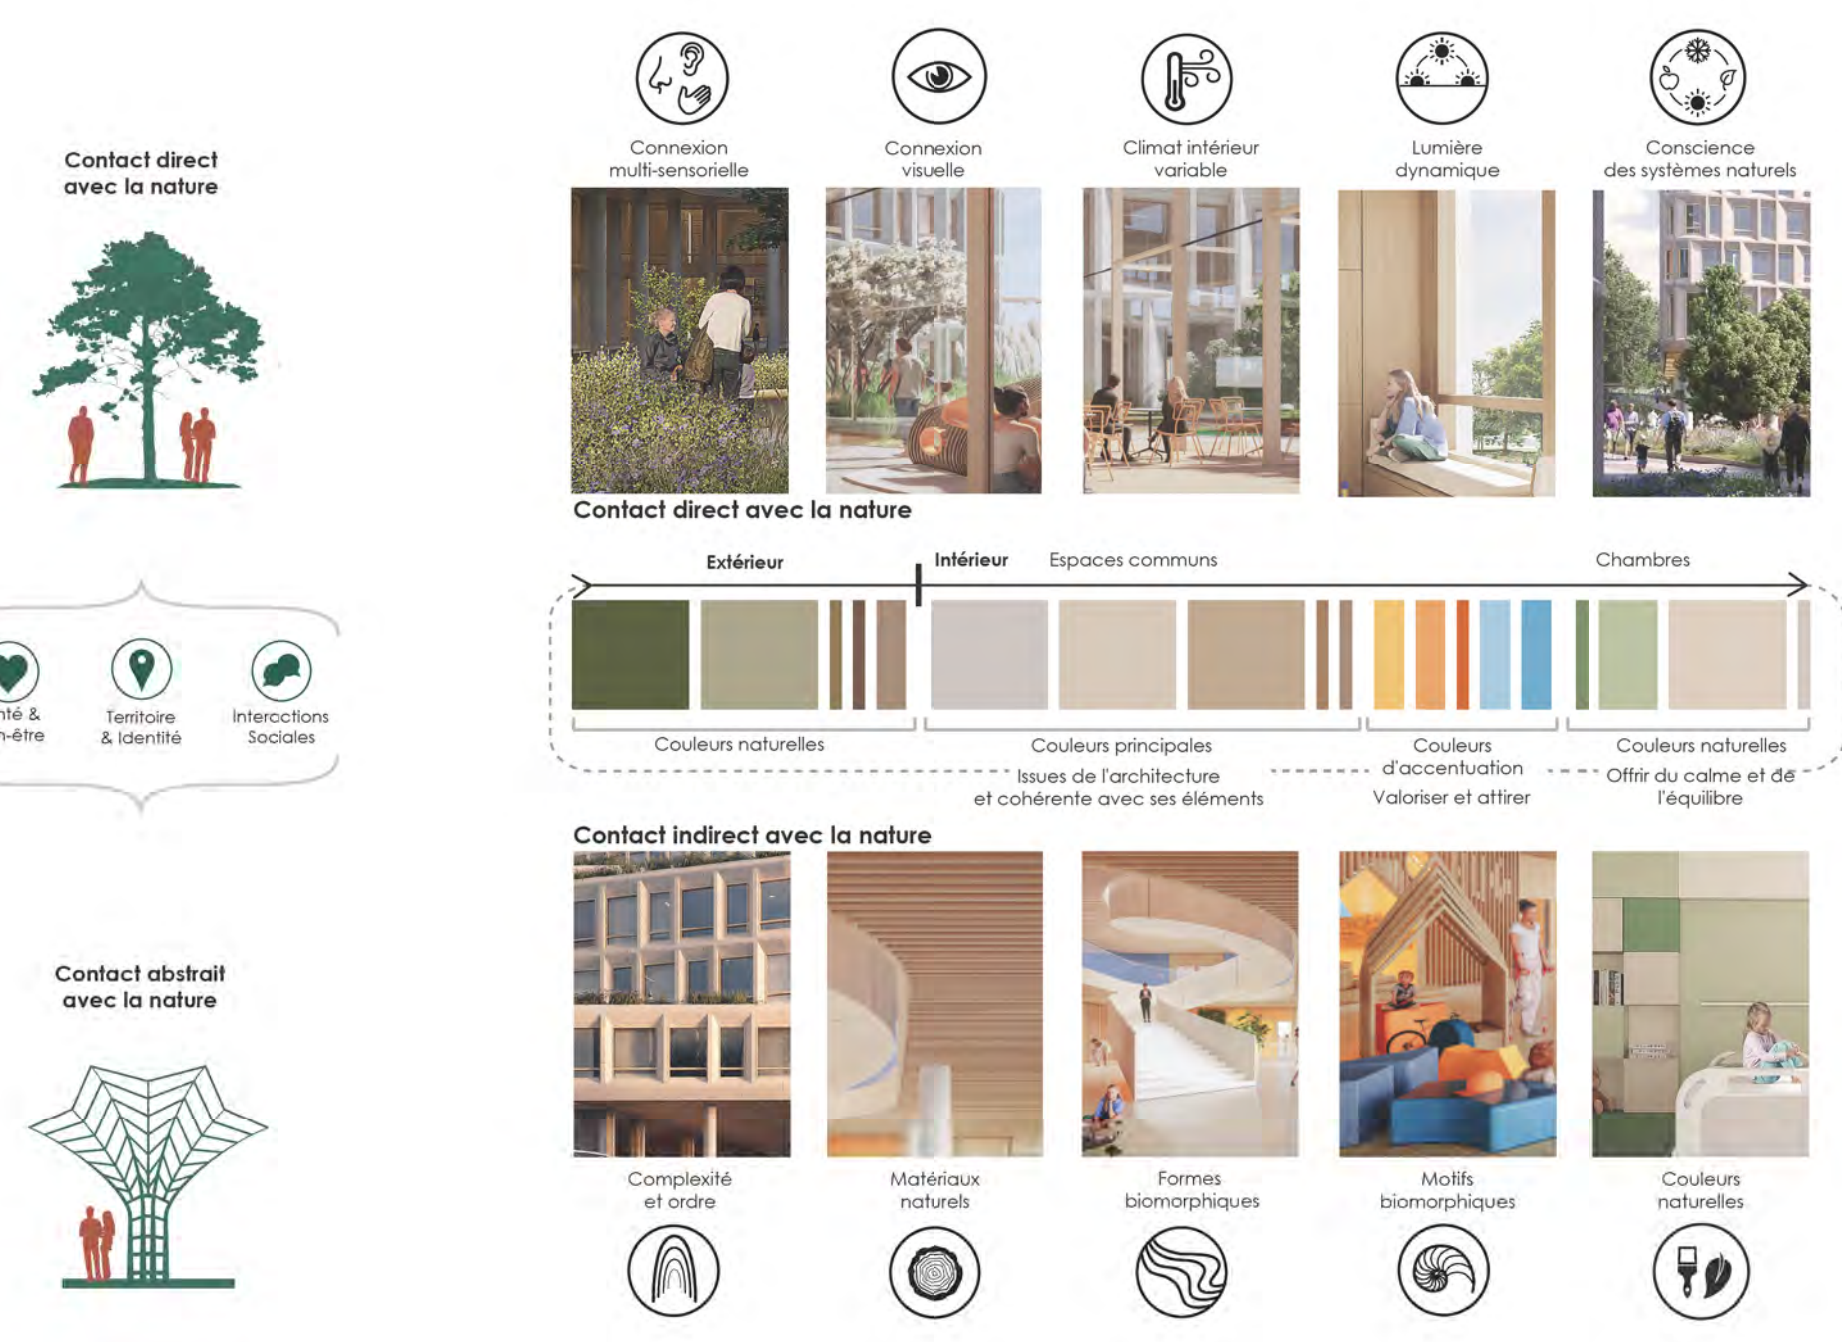 Contact direct
avec la nature
nté &
n-être
Territoire
& Identité
Interactions
Sociales
Contact abstrait
avec la nature
Connexion
multi-sensorielle
Connexion
visuelle
Climat intérieur
variable
Lumière
dynamique
Conscience
des systèmes naturels
Contact direct avec la nature
Extérieur
Intérieur
Espaces communs
Chambres
Couleurs naturelles
Couleurs principales
Issues de l'architecture
et cohérente avec ses éléments
Couleurs
d'accentuation
Valoriser et attirer
Couleurs naturelles
Offrir du calme et de
l'équilibre
Contact indirect avec la nature
Complexité
et ordre
Matériaux
naturels
Formes
biomorphiques
Motifs
biomorphiques
Couleurs
naturelles